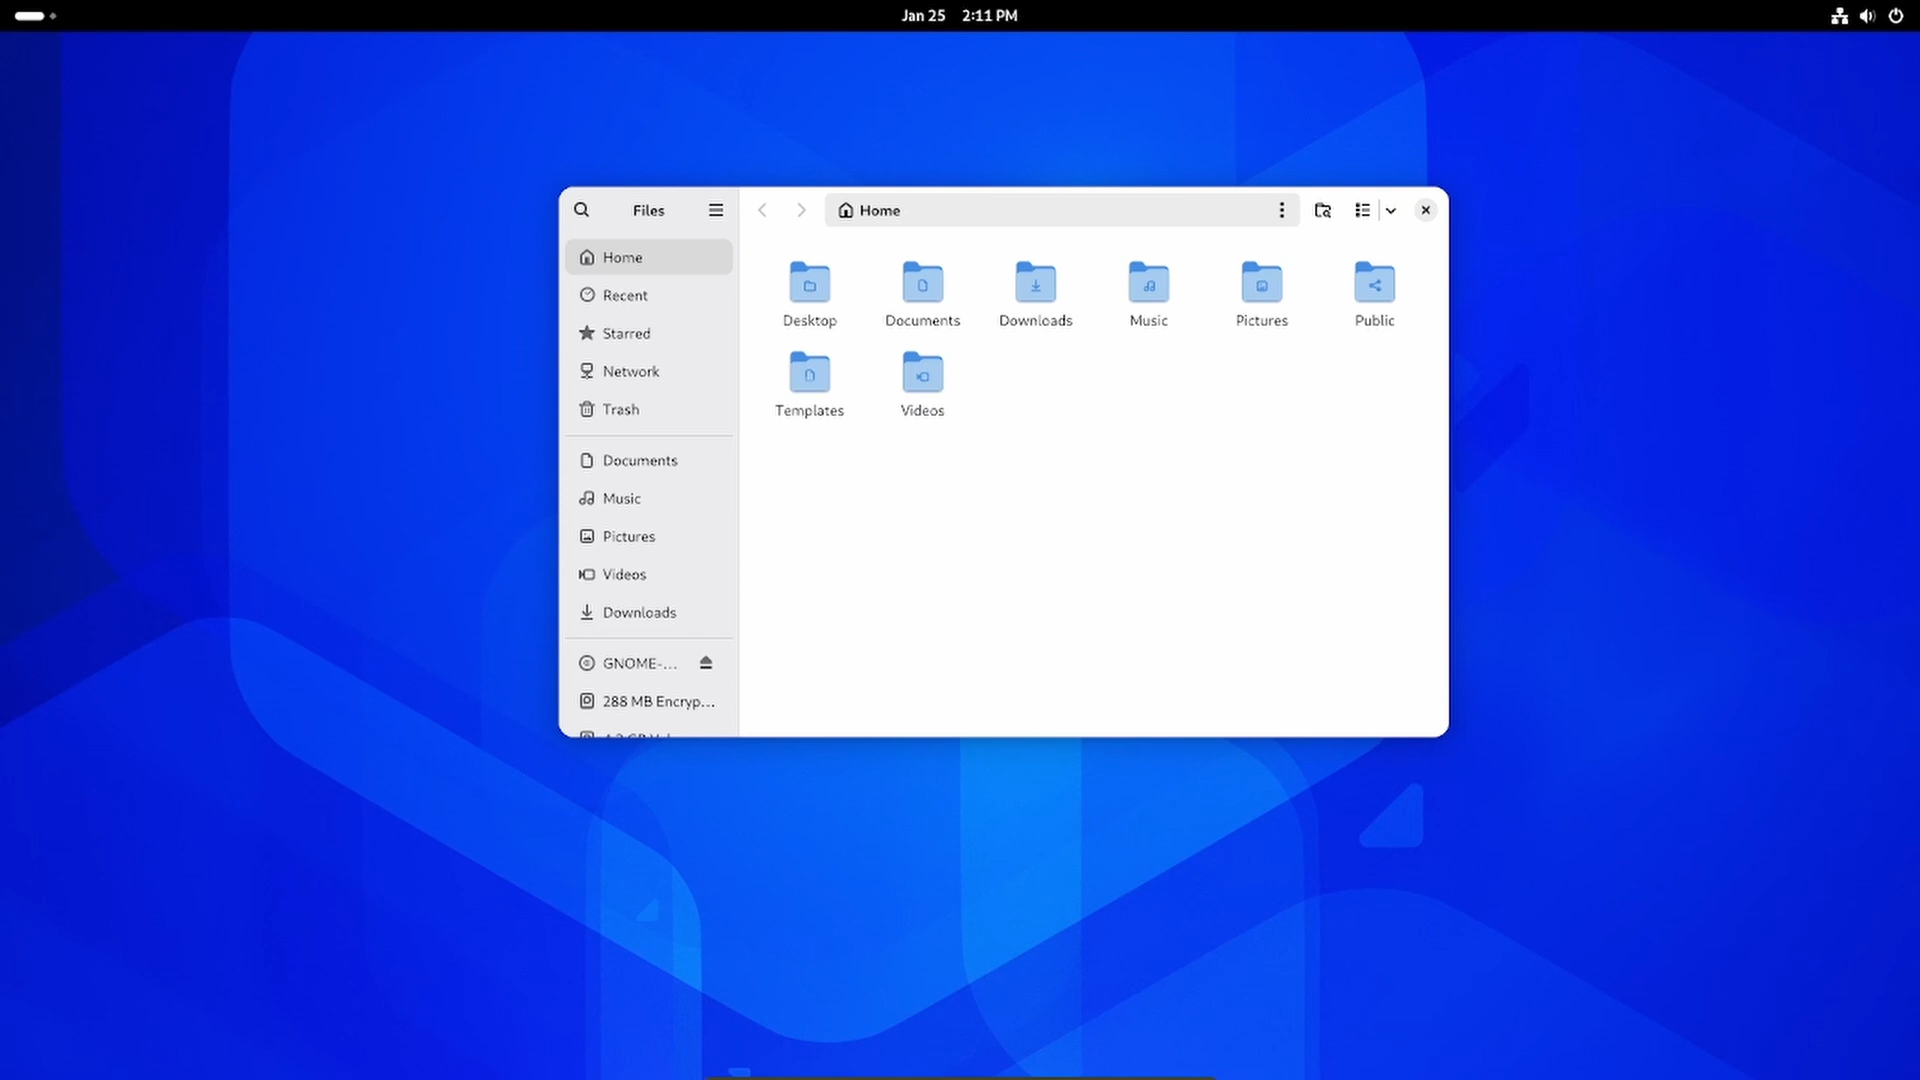 Jan 25 2:11 PM
Files
Home
Home
Recent
Starred
Network
Trash
Documents
Music
Pictures
Videos
Downloads
GNOME-...
288 MB Encryp...
Desktop Documents Downloads Music Pictures Public
Templates Videos